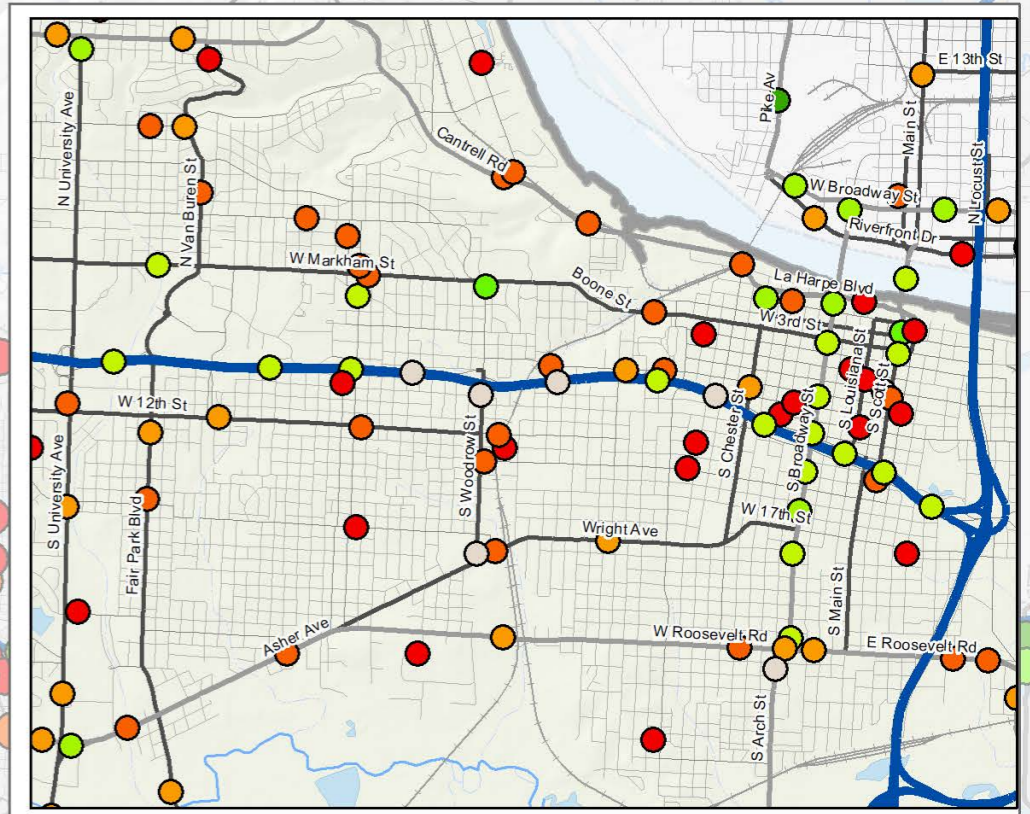 E 13th St
Pike Av
Main St
N University Ave
Cantrell Rd
N Locust St
W Broadway St
N Van Buren St
Riverfront Dr
W Markham St
Boone St
La Harpe Blvd
W 3rd St
S Louisiana St
S Scott St
W 12th St
S Chester St
S Broadway St
S Woodrow St
S University Ave
Fair Park Blvd
W 17th St
Wright Ave
S Main St
Asher Ave
W Roosevelt Rd
E Roosevelt Rd
S Arch St